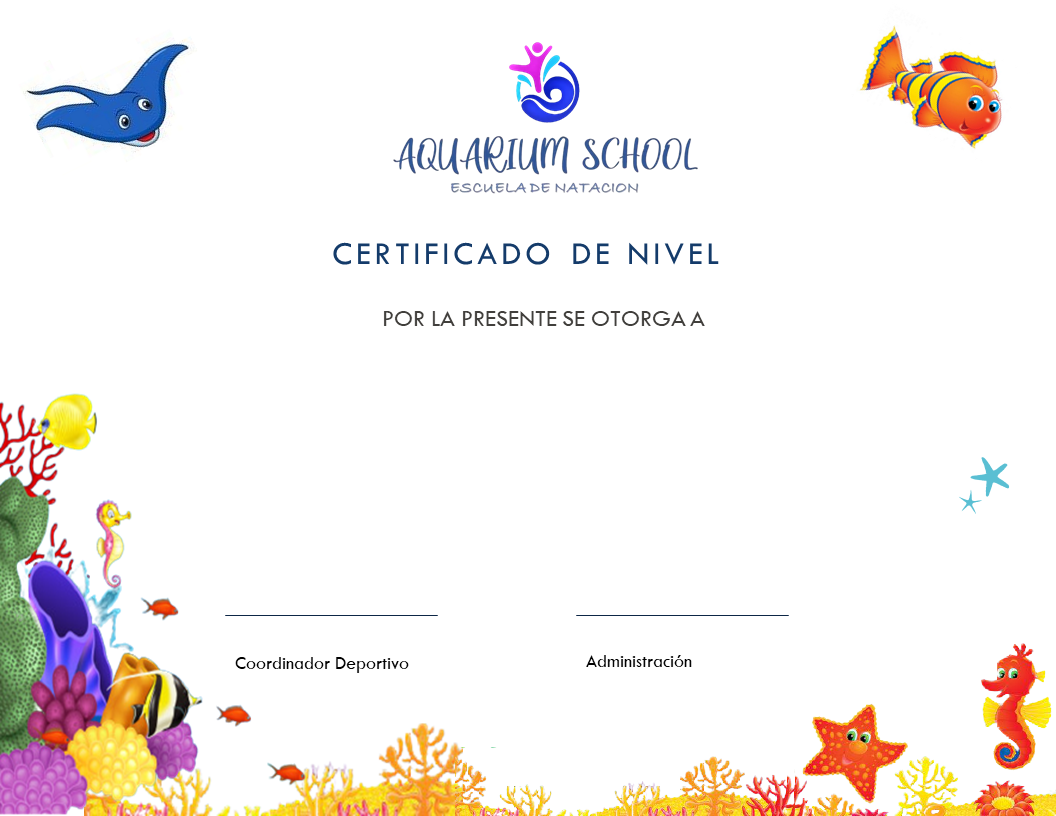 AQUARIUM SCHOOL
ESCUELA DE NATACION
CERTIFICADO DE NIVEL
POR LA PRESENTE SE OTORGA A
Coordinador Deportivo
Administración